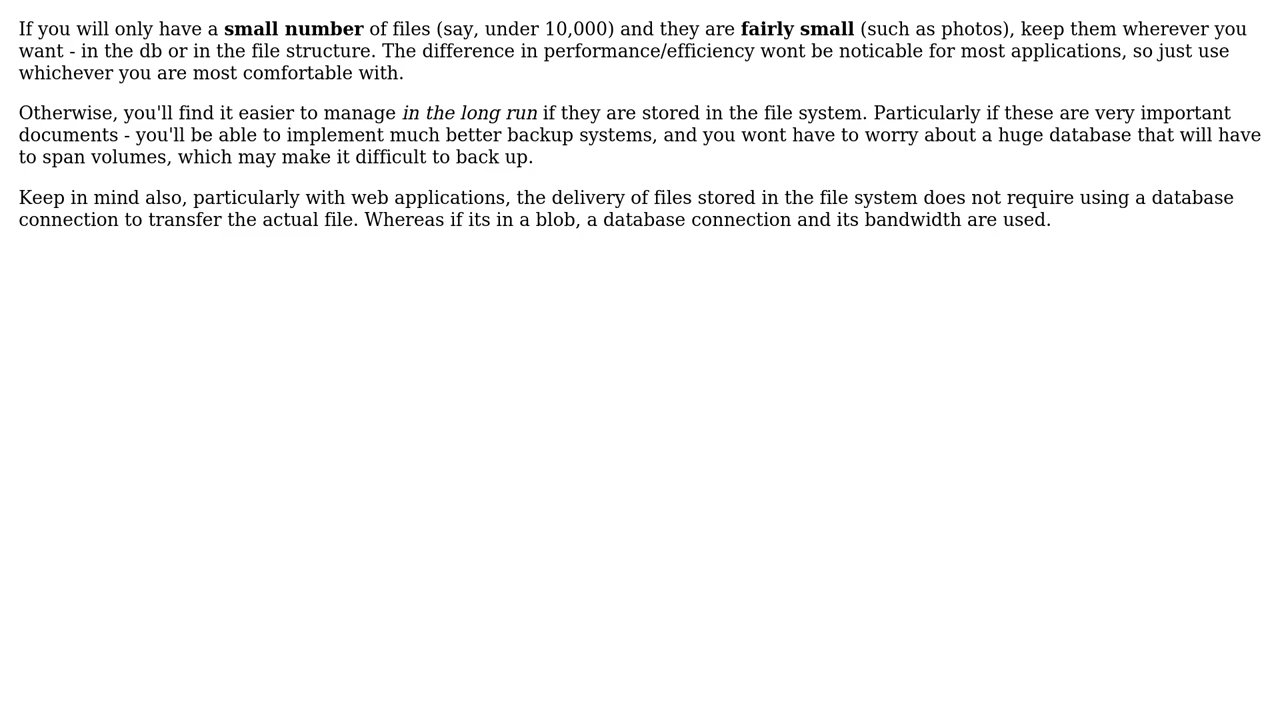 If you will only have a small number of files (say, under 10,000) and they are fairly small (such as photos), keep them wherever you
want - in the db or in the file structure. The difference in performance/efficiency wont be noticable for most applications, so just use
whichever you are most comfortable with.
Otherwise, you'll find it easier to manage in the long run if they are stored in the file system. Particularly if these are very important
documents - you'll be able to implement much better backup systems, and you wont have to worry about a huge database that will have
to span volumes, which may make it difficult to back up.
Keep in mind also, particularly with web applications, the delivery of files stored in the file system does not require using a database
connection to transfer the actual file. Whereas if its in a blob, a database connection and its bandwidth are used.